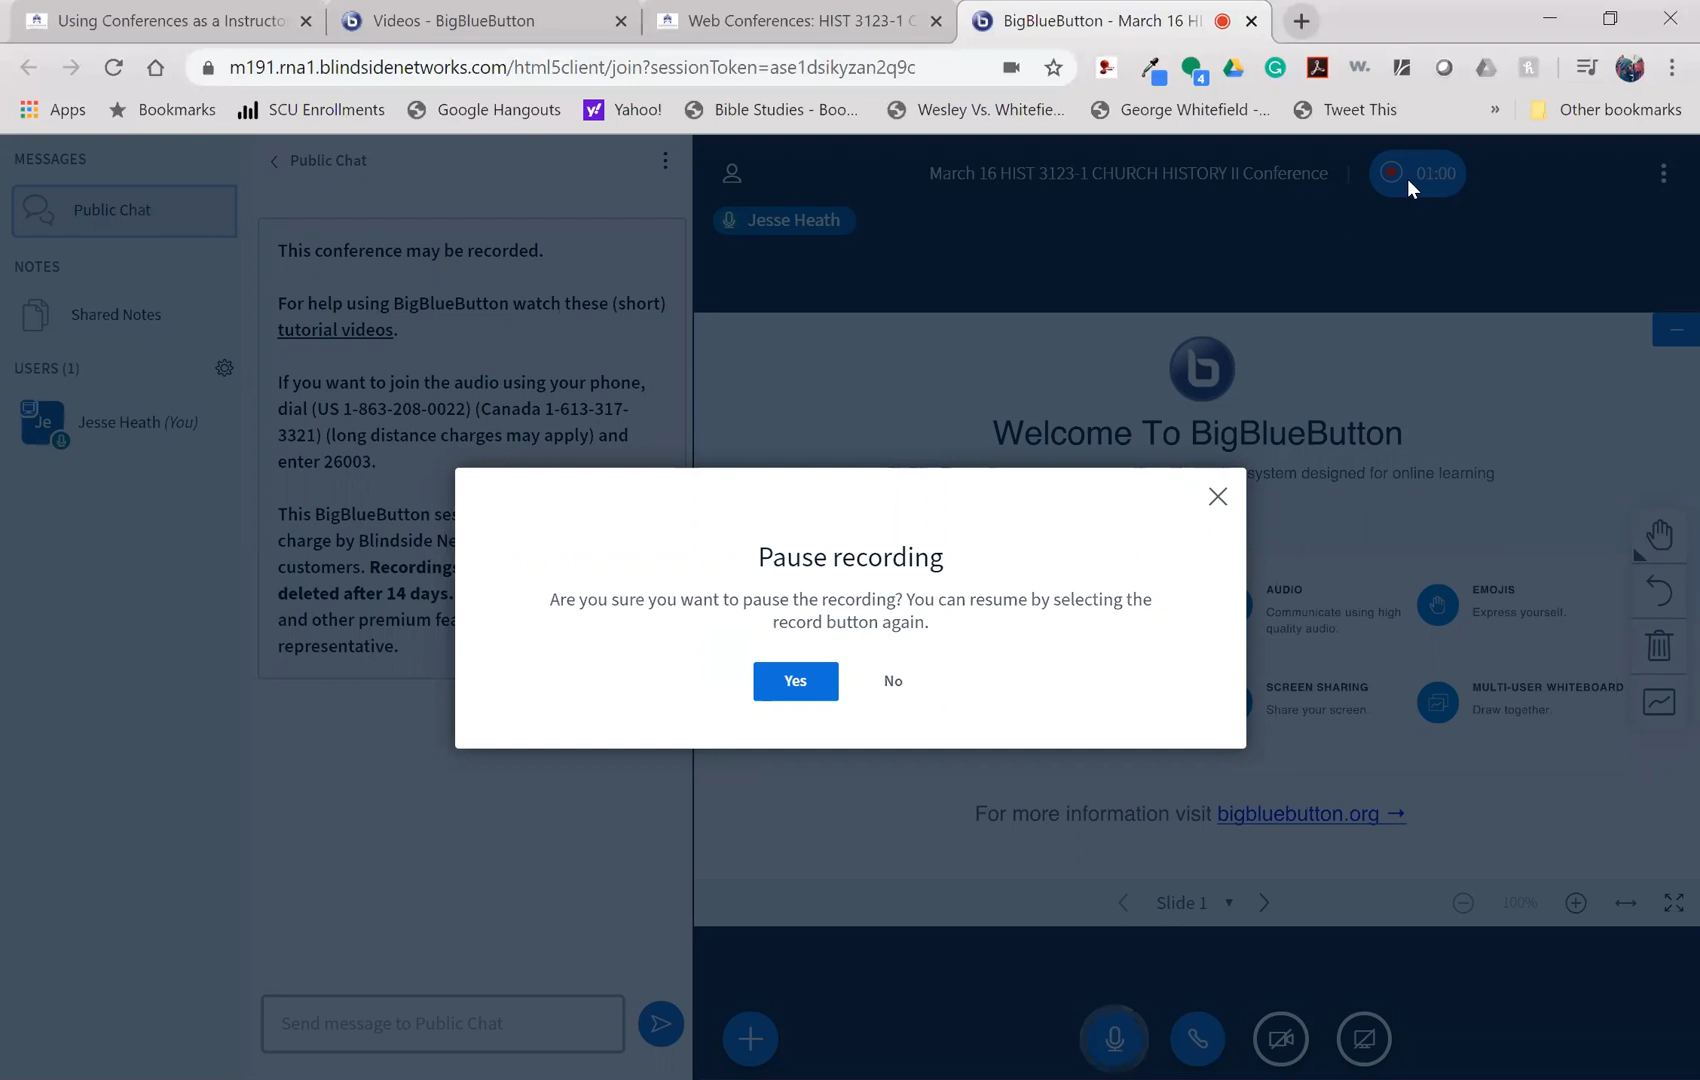 Using Conferences as a Instructo
Videos - BigBlueButton
Web Conferences: HIST 3123-1 C
BigBlueButton - March 16 HI
m191.rna1.blindsidenetworks.com/html5client/join?sessionToken=ase1dsikyzan2q9c
4
Apps
Bookmarks
SCU Enrollments
Google Hangouts
Yahoo!
Bible Studies - Boo...
Wesley Vs. Whitefie...
George Whitefield -...
Tweet This
»
Other bookmarks
MESSAGES
Public Chat
NOTES
Shared Notes
USERS (1)
Je
Jesse Heath (You)
Public Chat
This conference may be recorded.
For help using BigBlueButton watch these (short)
tutorial videos.
If you want to join the audio using your phone,
dial (US 1-863-208-0022) (Canada 1-613-317-
3321) (long distance charges may apply) and
enter 26003.
This BigBlueButton ses
charge by Blindside Ne
customers. Recordings
deleted after 14 days.
and other premium fea
representative.
Send message to Public Chat
March 16 HIST 3123-1 CHURCH HISTORY II Conference
01:00
Jesse Heath
Welcome To BigBlueButton
system designed for online learning
AUDIO
Communicate using high
quality audio.
EMOJIS
Express yourself.
SCREEN SHARING
Share your screen.
MULTI-USER WHITEBOARD
Draw together.
For more information visit bigbluebutton.org →
Slide 1
100%
Pause recording
Are you sure you want to pause the recording? You can resume by selecting the
record button again.
Yes
No